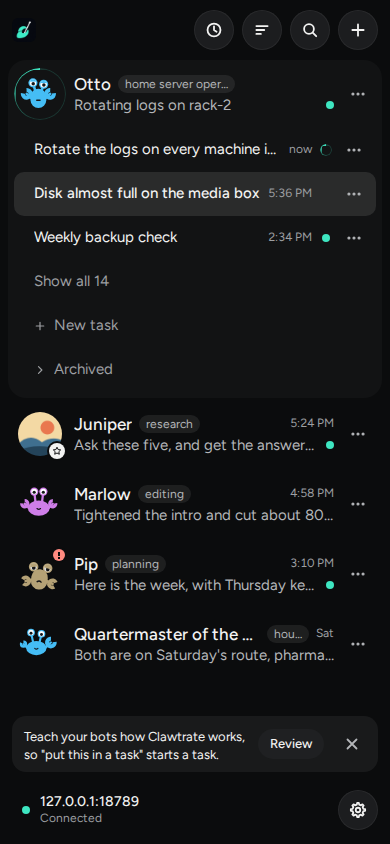 Otto home server oper...
Rotating logs on rack-2
Rotate the logs on every machine i... now
Disk almost full on the media box 5:36 PM
Weekly backup check 2:34 PM
Show all 14
+ New task
> Archived
Juniper research 5:24 PM
Ask these five, and get the answer...
Marlow editing 4:58 PM
Tightened the intro and cut about 80...
Pip planning 3:10 PM
Here is the week, with Thursday ke...
Quartermaster of the ... hou... Sat
Both are on Saturday's route, pharma...
Teach your bots how Clawtrate works,
so "put this in a task" starts a task.
Review
127.0.0.1:18789
Connected